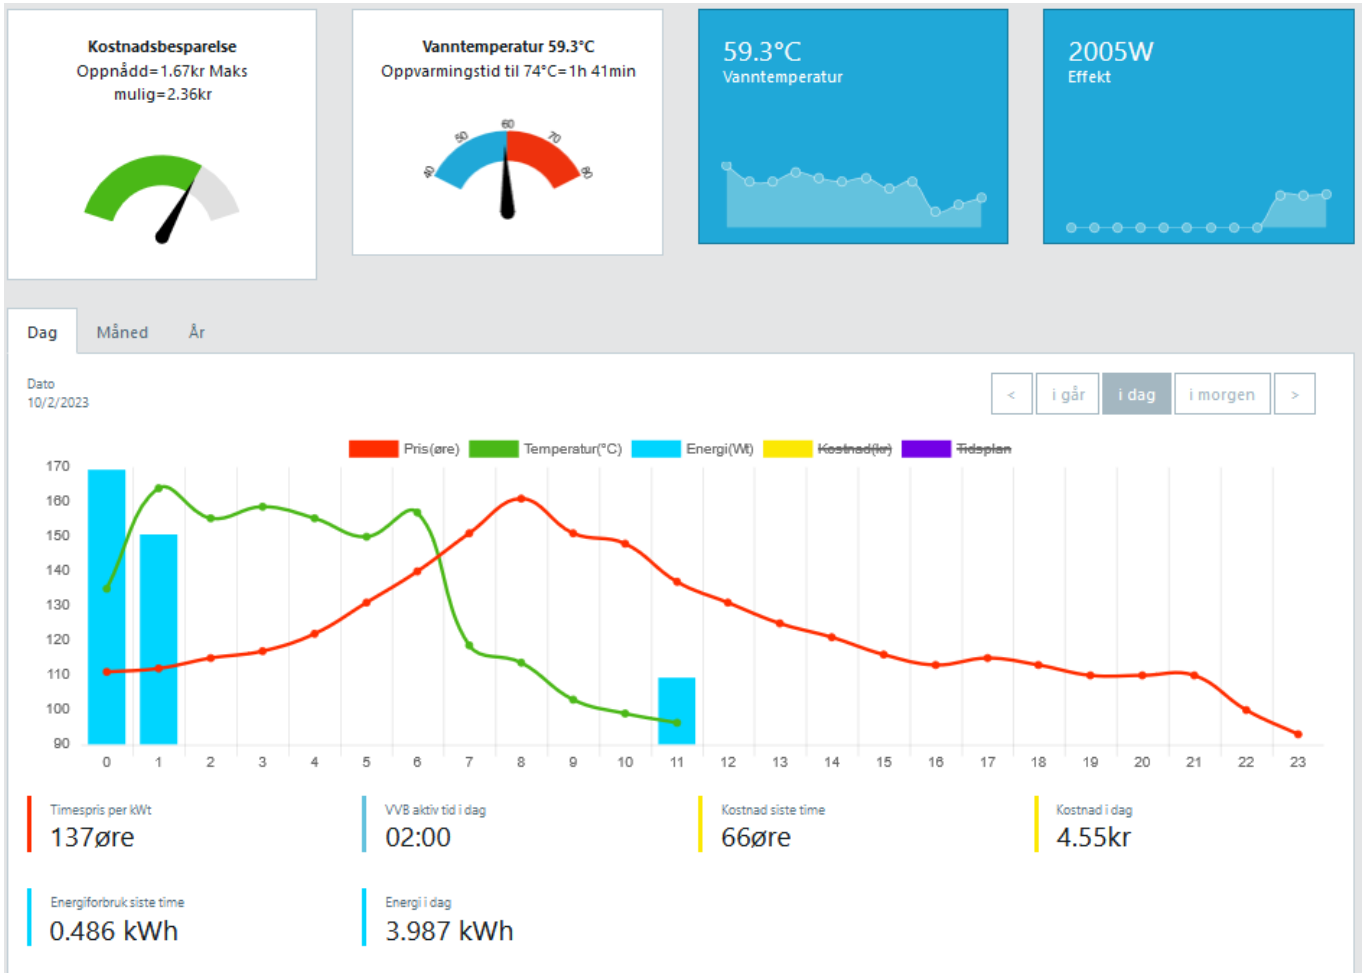 Kostnadsbesparelse
Oppnådd=1.67kr Maks
mulig=2.36kr
Vanntemperatur 59.3°C
Oppvarmingstid til 74°C=1h 41min
40 50 60 70 80
59.3°C
Vanntemperatur
2005W
Effekt
Dag Måned År
Dato
10/2/2023
< i går i dag i morgen >
Pris(øre) Temperatur(°C) Energi(Wt) Kostnad(kr) Tidsplan
170
160
150
140
130
120
110
100
90
0 1 2 3 4 5 6 7 8 9 10 11 12 13 14 15 16 17 18 19 20 21 22 23
Timespris per kWt
137øre
VVB aktiv tid i dag
02:00
Kostnad siste time
66øre
Kostnad i dag
4.55kr
Energiforbruk siste time
0.486 kWh
Energi i dag
3.987 kWh